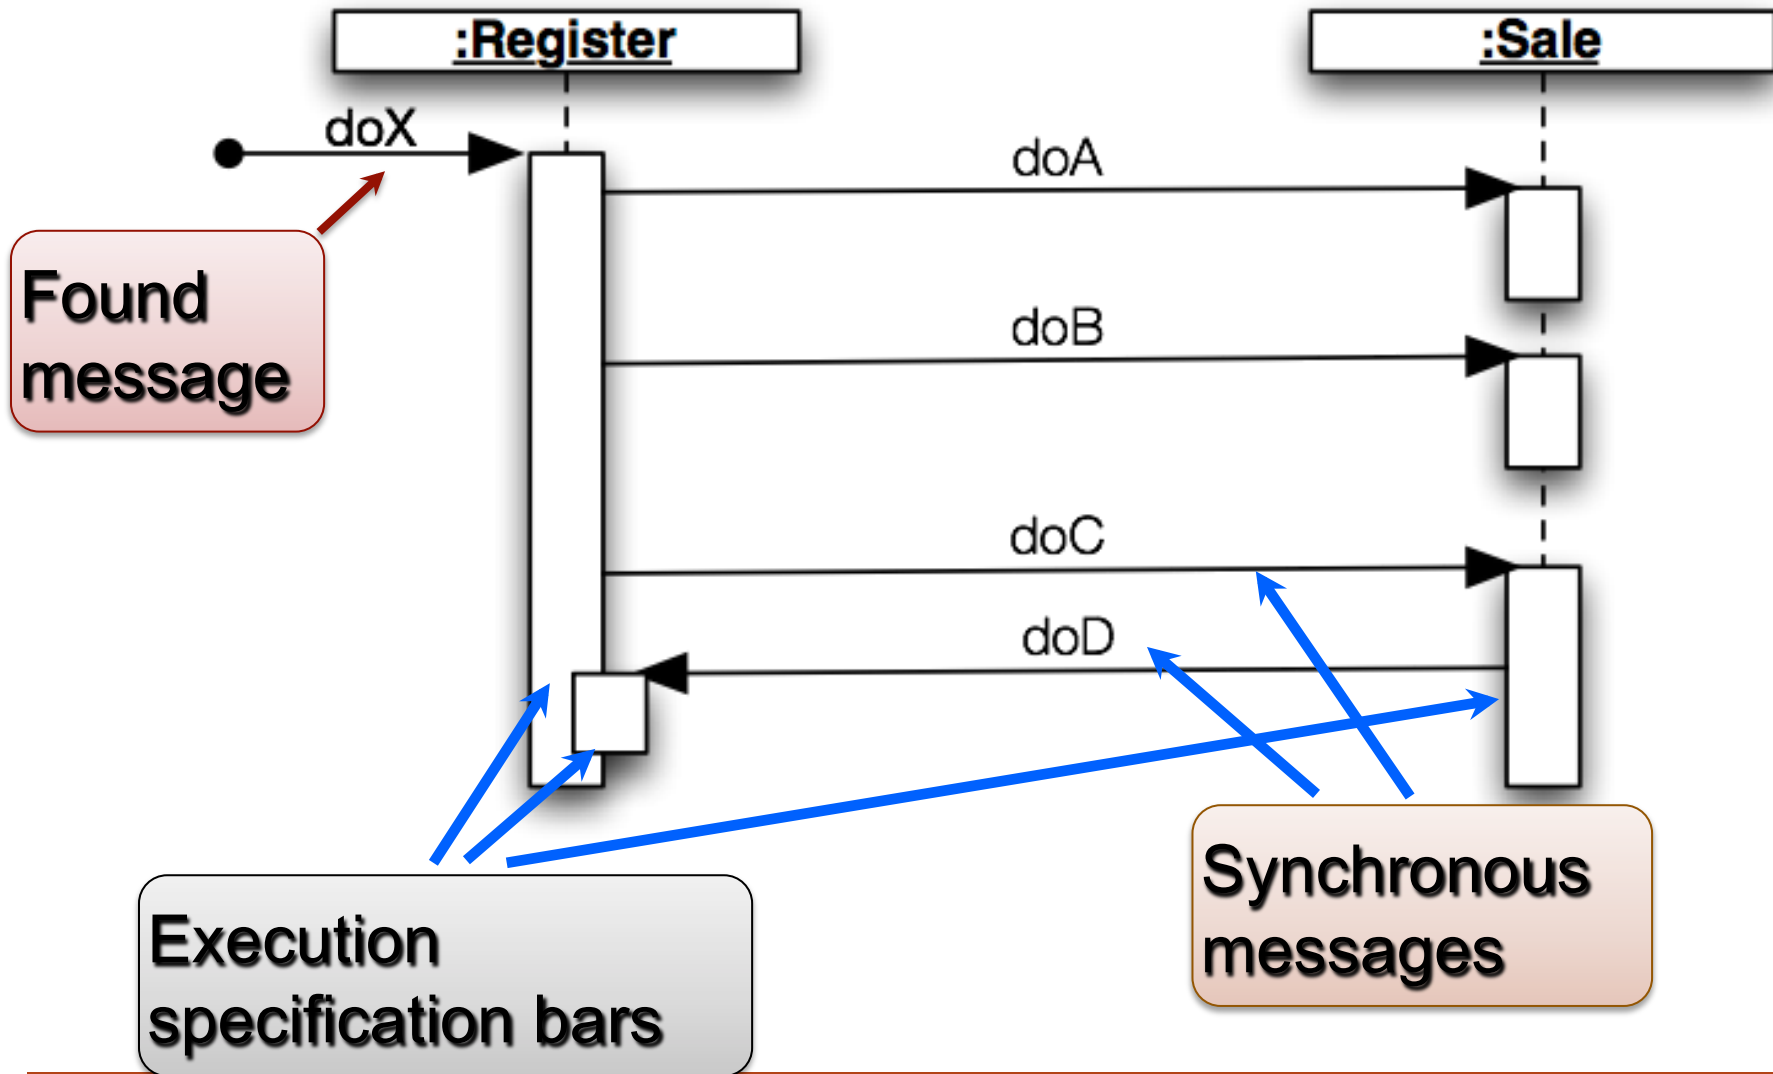 :Register
:Sale
doX
doA
Found
message
doB
doC
doD
Synchronous
messages
Execution
specification bars